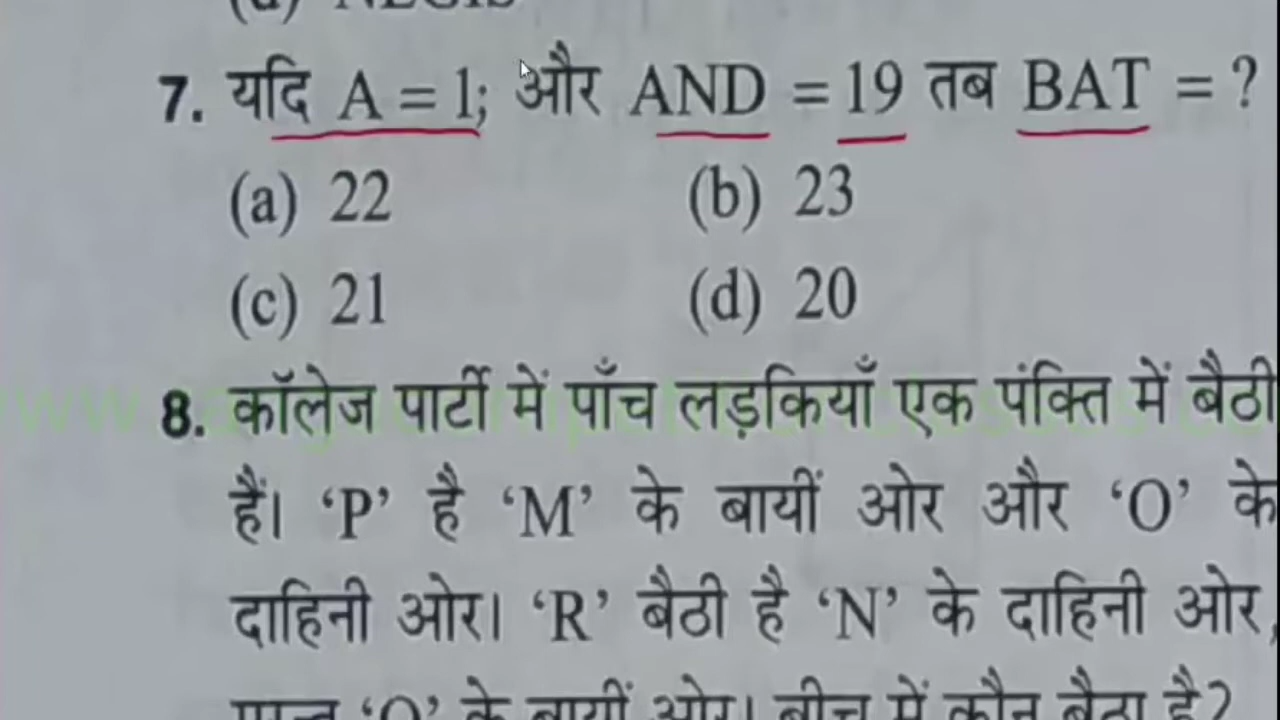 7. यदि A = 1; और AND = 19 तब BAT = ?
(a) 22 (b) 23
(c) 21 (d) 20
8. कॉलेज पार्टी में पाँच लड़कियाँ एक पंक्ति में बैठी
हैं। ‘P’ है ‘M’ के बायीं ओर और ‘O’ के
दाहिनी ओर। ‘R’ बैठी है ‘N’ के दाहिनी ओर,
‘O’ के बायीं ओर। बीच में कौन बैठा है?